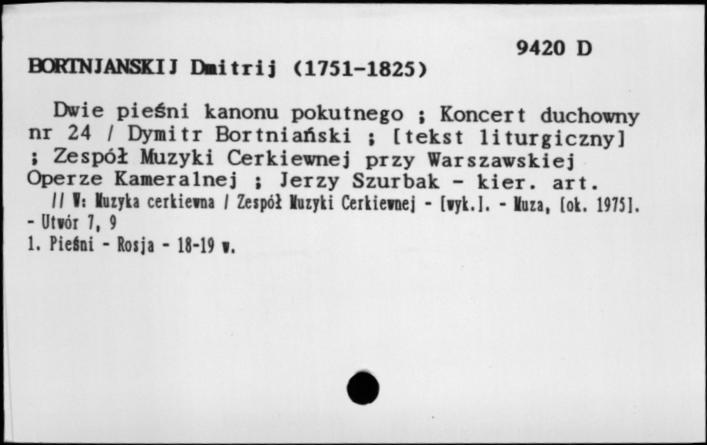 9420 D
BORTNJANSKIJ Dmitrij (1751-1825)
Dwie pieśni kanonu pokutnego ; Koncert duchowny
nr 24 / Dymitr Bortniański ; [tekst liturgiczny]
; Zespół Muzyki Cerkiewnej przy Warszawskiej
Operze Kameralnej ; Jerzy Szurbak - kier. art.
// W: Muzyka cerkiewna / Zespół Muzyki Cerkiewnej - [wyk.]. - Muza, [ok. 1975].
- Utwór 7, 9
1. Pieśni - Rosja - 18-19 w.